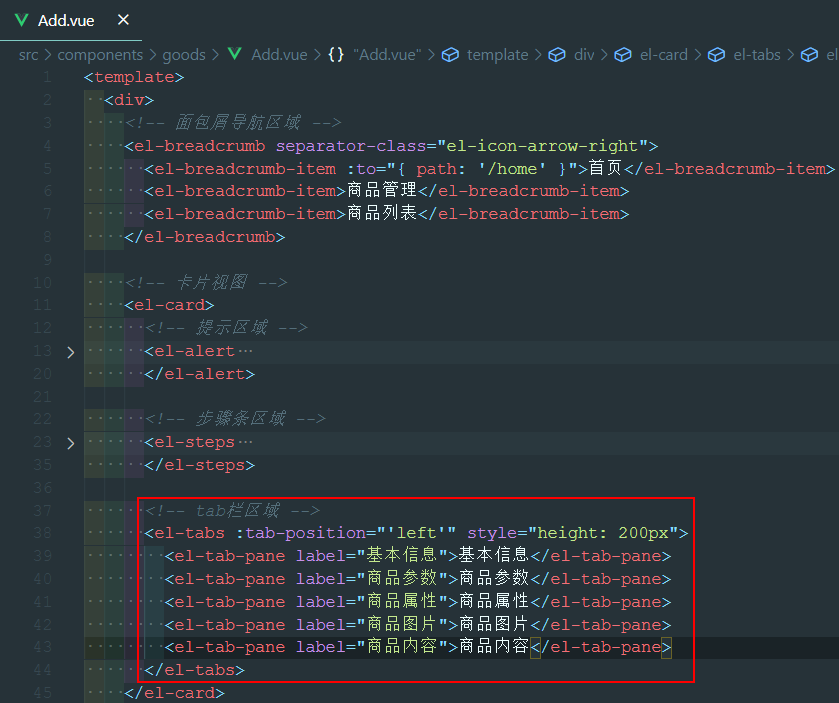 Add.vue ×
src > components > goods > Add.vue > {} "Add.vue" > template > div > el-card > el-tabs > el
1 <template>
2 <div>
3 <!-- 面包屑导航区域 -->
4 <el-breadcrumb separator-class="el-icon-arrow-right">
5 <el-breadcrumb-item :to="{ path: '/home' }">首页</el-breadcrumb-item>
6 <el-breadcrumb-item>商品管理</el-breadcrumb-item>
7 <el-breadcrumb-item>商品列表</el-breadcrumb-item>
8 </el-breadcrumb>
9
10 <!-- 卡片视图 -->
11 <el-card>
12 <!-- 提示区域 -->
13 <el-alert…
20 </el-alert>
21
22 <!-- 步骤条区域 -->
23 <el-steps…
35 </el-steps>
36
37 <!-- tab栏区域 -->
38 <el-tabs :tab-position="'left'" style="height: 200px">
39 <el-tab-pane label="基本信息">基本信息</el-tab-pane>
40 <el-tab-pane label="商品参数">商品参数</el-tab-pane>
41 <el-tab-pane label="商品属性">商品属性</el-tab-pane>
42 <el-tab-pane label="商品图片">商品图片</el-tab-pane>
43 <el-tab-pane label="商品内容">商品内容</el-tab-pane>
44 </el-tabs>
45 </el-card>